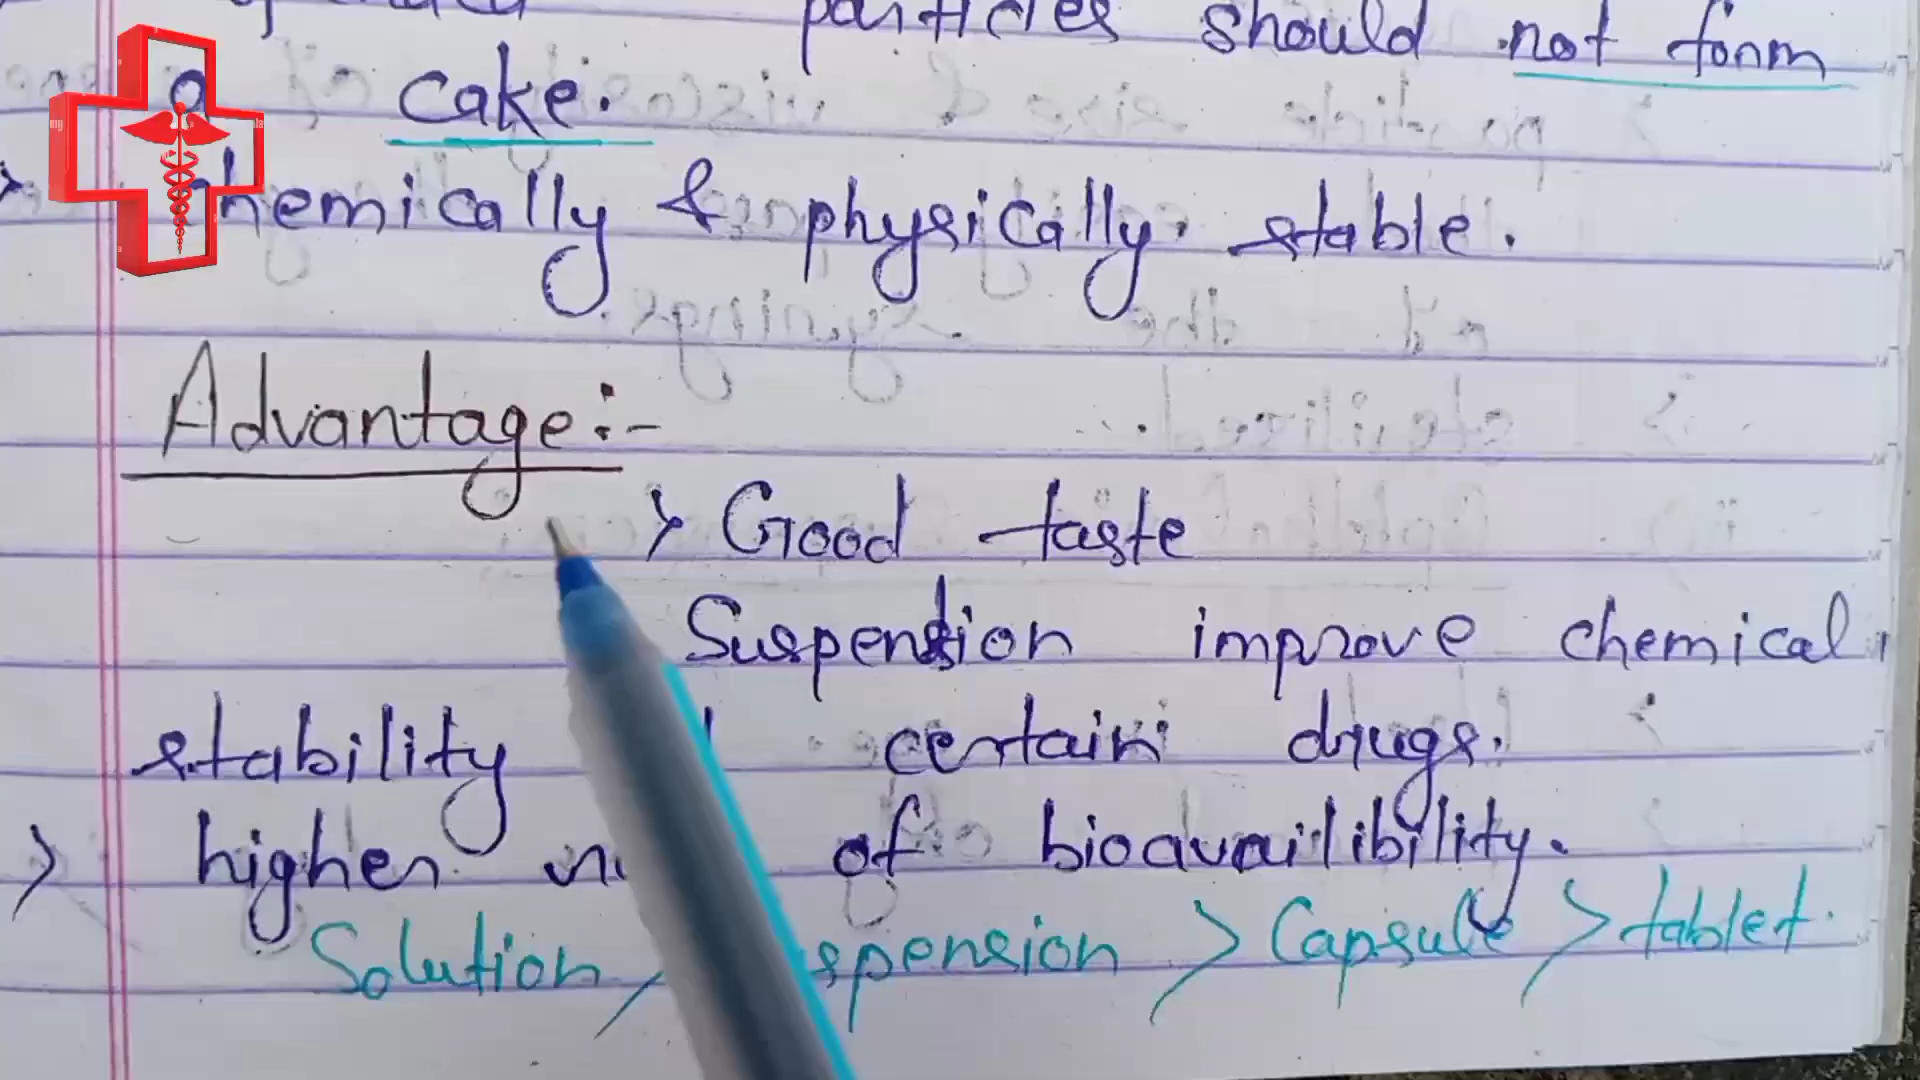 particles should not form
a cake.
chemically & physically stable.
Advantage:-
> Good taste
Suspension improve chemical
stability certain drugs.
> higher of bioavailibility.
Solution > Suspension > Capsule > tablet.